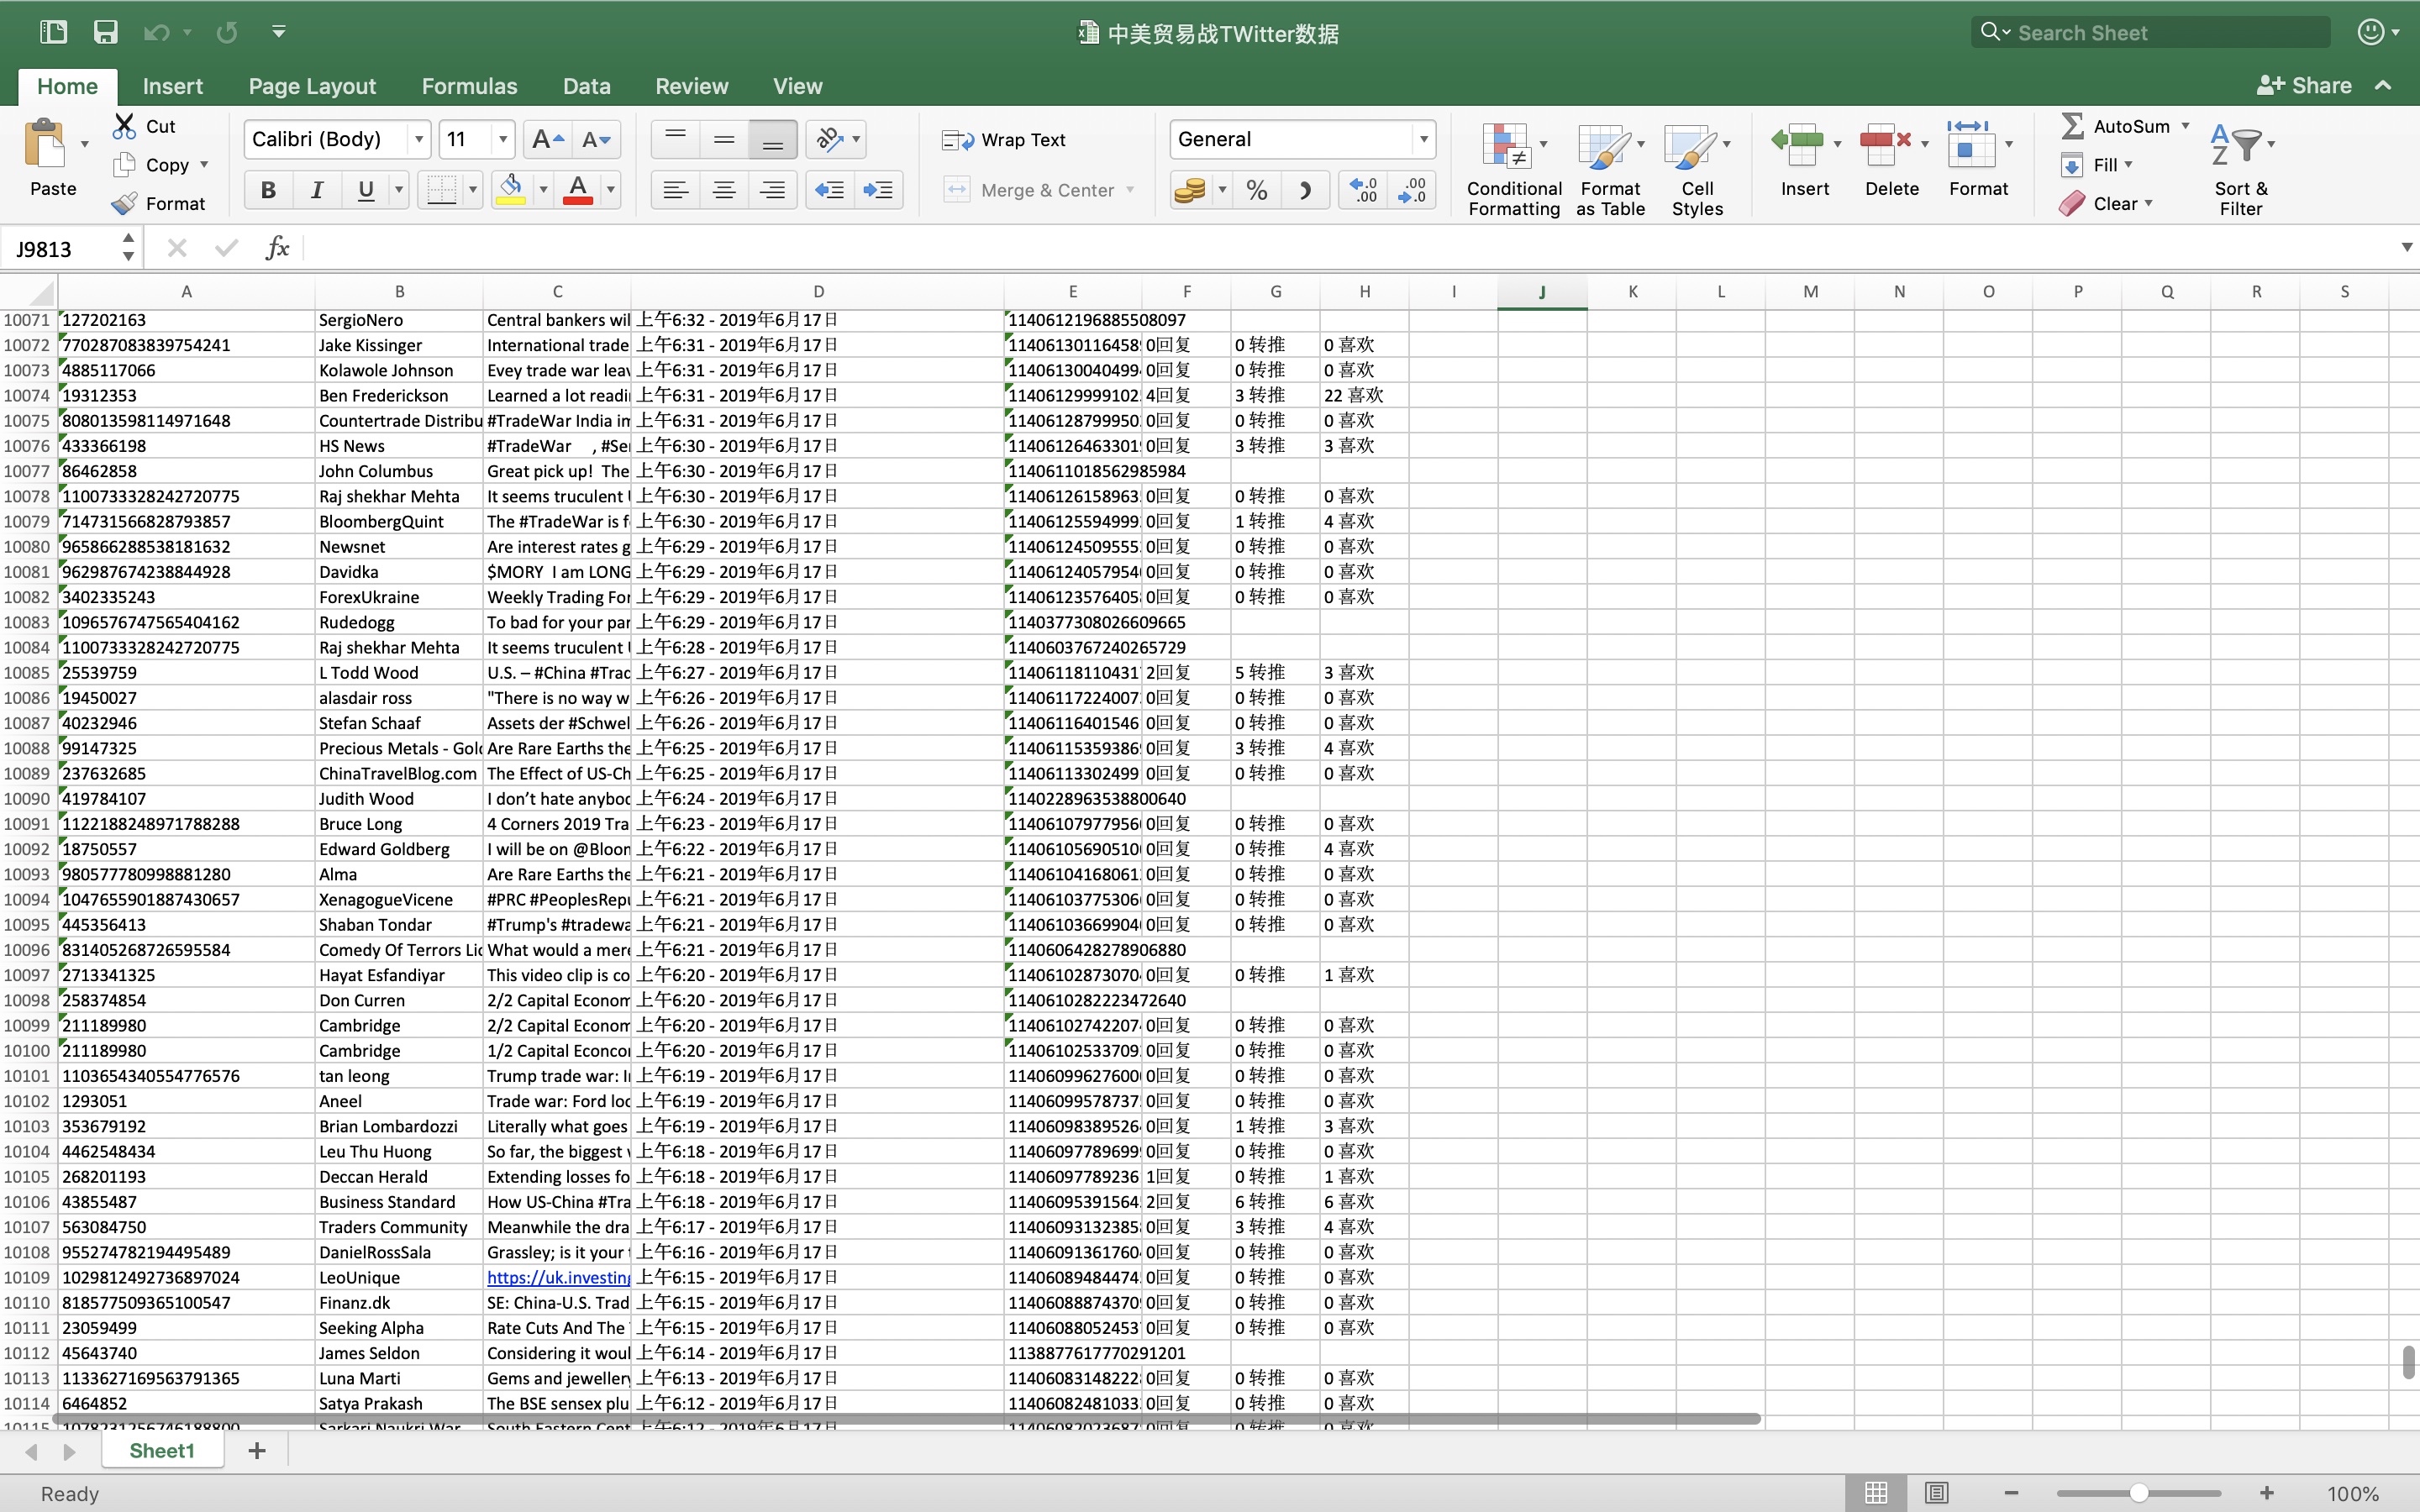 中美贸易战TWitter数据
Search Sheet
Home Insert Page Layout Formulas Data Review View Share
Paste Cut Copy Format
Calibri (Body) 11
B I U
Wrap Text
Merge & Center
General
Conditional Formatting
Format as Table
Cell Styles
Insert Delete Format
AutoSum
Fill
Clear
Sort & Filter
J9813 fx
A B C D E F G H I J K L M N O P Q R S
10071 127202163 SergioNero Central bankers wil 上午6:32 - 2019年6月17日 1140612196885508097
10072 770287083839754241 Jake Kissinger International trade 上午6:31 - 2019年6月17日 114061301164589 0回复 0 转推 0 喜欢
10073 4885117066 Kolawole Johnson Evey trade war leav 上午6:31 - 2019年6月17日 114061300404994 0回复 0 转推 0 喜欢
10074 19312353 Ben Frederickson Learned a lot readi 上午6:31 - 2019年6月17日 11406129999102 4回复 3 转推 22 喜欢
10075 808013598114971648 Countertrade Distribu #TradeWar India im 上午6:31 - 2019年6月17日 11406128799950 0回复 0 转推 0 喜欢
10076 433366198 HS News #TradeWar , #Se 上午6:30 - 2019年6月17日 11406126463301 0回复 3 转推 3 喜欢
10077 86462858 John Columbus Great pick up! The 上午6:30 - 2019年6月17日 1140611018562985984
10078 1100733328242720775 Raj shekhar Mehta It seems truculent 上午6:30 - 2019年6月17日 11406126158963 0回复 0 转推 0 喜欢
10079 714731566828793857 BloombergQuint The #TradeWar is f 上午6:30 - 2019年6月17日 11406125594999 0回复 1 转推 4 喜欢
10080 965866288538181632 Newsnet Are interest rates g 上午6:29 - 2019年6月17日 11406124509555 0回复 0 转推 0 喜欢
10081 962987674238844928 Davidka $MORY I am LONG 上午6:29 - 2019年6月17日 11406124057954 0回复 0 转推 0 喜欢
10082 3402335243 ForexUkraine Weekly Trading For 上午6:29 - 2019年6月17日 11406123576405 0回复 0 转推 0 喜欢
10083 1096576747565404162 Rudedogg To bad for your par 上午6:29 - 2019年6月17日 1140377308026609665
10084 1100733328242720775 Raj shekhar Mehta It seems truculent 上午6:28 - 2019年6月17日 1140603767240265729
10085 25539759 L Todd Wood U.S. – #China #Trad 上午6:27 - 2019年6月17日 11406118110431 2回复 5 转推 3 喜欢
10086 19450027 alasdair ross "There is no way w 上午6:26 - 2019年6月17日 11406117224007 0回复 0 转推 0 喜欢
10087 40232946 Stefan Schaaf Assets der #Schwel 上午6:26 - 2019年6月17日 11406116401546 0回复 0 转推 0 喜欢
10088 99147325 Precious Metals - Gold Are Rare Earths the 上午6:25 - 2019年6月17日 11406115359386 0回复 3 转推 4 喜欢
10089 237632685 ChinaTravelBlog.com The Effect of US-Ch 上午6:25 - 2019年6月17日 11406113302499 0回复 0 转推 0 喜欢
10090 419784107 Judith Wood I don’t hate anybod 上午6:24 - 2019年6月17日 1140228963538800640
10091 1122188248971788288 Bruce Long 4 Corners 2019 Tra 上午6:23 - 2019年6月17日 11406107977956 0回复 0 转推 0 喜欢
10092 18750557 Edward Goldberg I will be on @Bloom 上午6:22 - 2019年6月17日 11406105690510 0回复 0 转推 4 喜欢
10093 980577780998881280 Alma Are Rare Earths the 上午6:21 - 2019年6月17日 11406104168061 0回复 0 转推 0 喜欢
10094 1047655901887430657 XenagogueVicene #PRC #PeoplesRepu 上午6:21 - 2019年6月17日 11406103775306 0回复 0 转推 0 喜欢
10095 445356413 Shaban Tondar #Trump's #tradewa 上午6:21 - 2019年6月17日 11406103669904 0回复 0 转推 0 喜欢
10096 831405268726595584 Comedy Of Terrors Lic What would a mere 上午6:21 - 2019年6月17日 1140606428278906880
10097 2713341325 Hayat Esfandiyar This video clip is co 上午6:20 - 2019年6月17日 11406102873070 0回复 0 转推 1 喜欢
10098 258374854 Don Curren 2/2 Capital Econom 上午6:20 - 2019年6月17日 1140610282223472640
10099 211189980 Cambridge 2/2 Capital Econom 上午6:20 - 2019年6月17日 11406102742207 0回复 0 转推 0 喜欢
10100 211189980 Cambridge 1/2 Capital Econcon 上午6:20 - 2019年6月17日 11406102533709 0回复 0 转推 0 喜欢
10101 1103654340554776576 tan leong Trump trade war: I 上午6:19 - 2019年6月17日 11406099627600 0回复 0 转推 0 喜欢
10102 1293051 Aneel Trade war: Ford loo 上午6:19 - 2019年6月17日 11406099578737 0回复 0 转推 0 喜欢
10103 353679192 Brian Lombardozzi Literally what goes 上午6:19 - 2019年6月17日 11406098389526 0回复 1 转推 3 喜欢
10104 4462548434 Leu Thu Huong So far, the biggest 上午6:18 - 2019年6月17日 11406097789699 0回复 0 转推 0 喜欢
10105 268201193 Deccan Herald Extending losses fo 上午6:18 - 2019年6月17日 11406097789236 1回复 0 转推 1 喜欢
10106 43855487 Business Standard How US-China #Tra 上午6:18 - 2019年6月17日 11406095391564 2回复 6 转推 6 喜欢
10107 563084750 Traders Community Meanwhile the dra 上午6:17 - 2019年6月17日 11406093132385 0回复 3 转推 4 喜欢
10108 955274782194495489 DanielRossSala Grassley; is it your 上午6:16 - 2019年6月17日 11406091361760 0回复 0 转推 0 喜欢
10109 1029812492736897024 LeoUnique https://uk.investing 上午6:15 - 2019年6月17日 11406089484474 0回复 0 转推 0 喜欢
10110 818577509365100547 Finanz.dk SE: China-U.S. Trad 上午6:15 - 2019年6月17日 11406088874370 0回复 0 转推 0 喜欢
10111 23059499 Seeking Alpha Rate Cuts And The 上午6:15 - 2019年6月17日 11406088052453 0回复 0 转推 0 喜欢
10112 45643740 James Seldon Considering it woul 上午6:14 - 2019年6月17日 1138877617770291201
10113 1133627169563791365 Luna Marti Gems and jewellery 上午6:13 - 2019年6月17日 11406083148222 0回复 0 转推 0 喜欢
10114 6464852 Satya Prakash The BSE sensex plu 上午6:12 - 2019年6月17日 11406082481033 0回复 0 转推 0 喜欢
Sheet1
Ready 100%